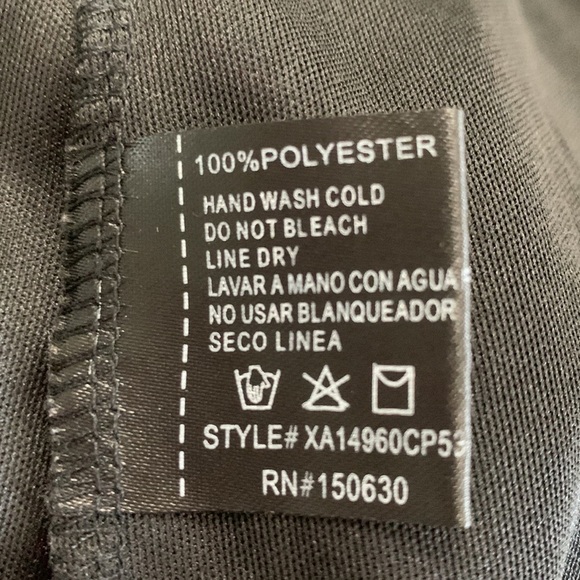 100%POLYESTER
HAND WASH COLD
DO NOT BLEACH
LINE DRY
LAVAR A MANO CON AGUA
NO USAR BLANQUEADOR
SECO LINEA
STYLE# XA14960CP53
RN#150630